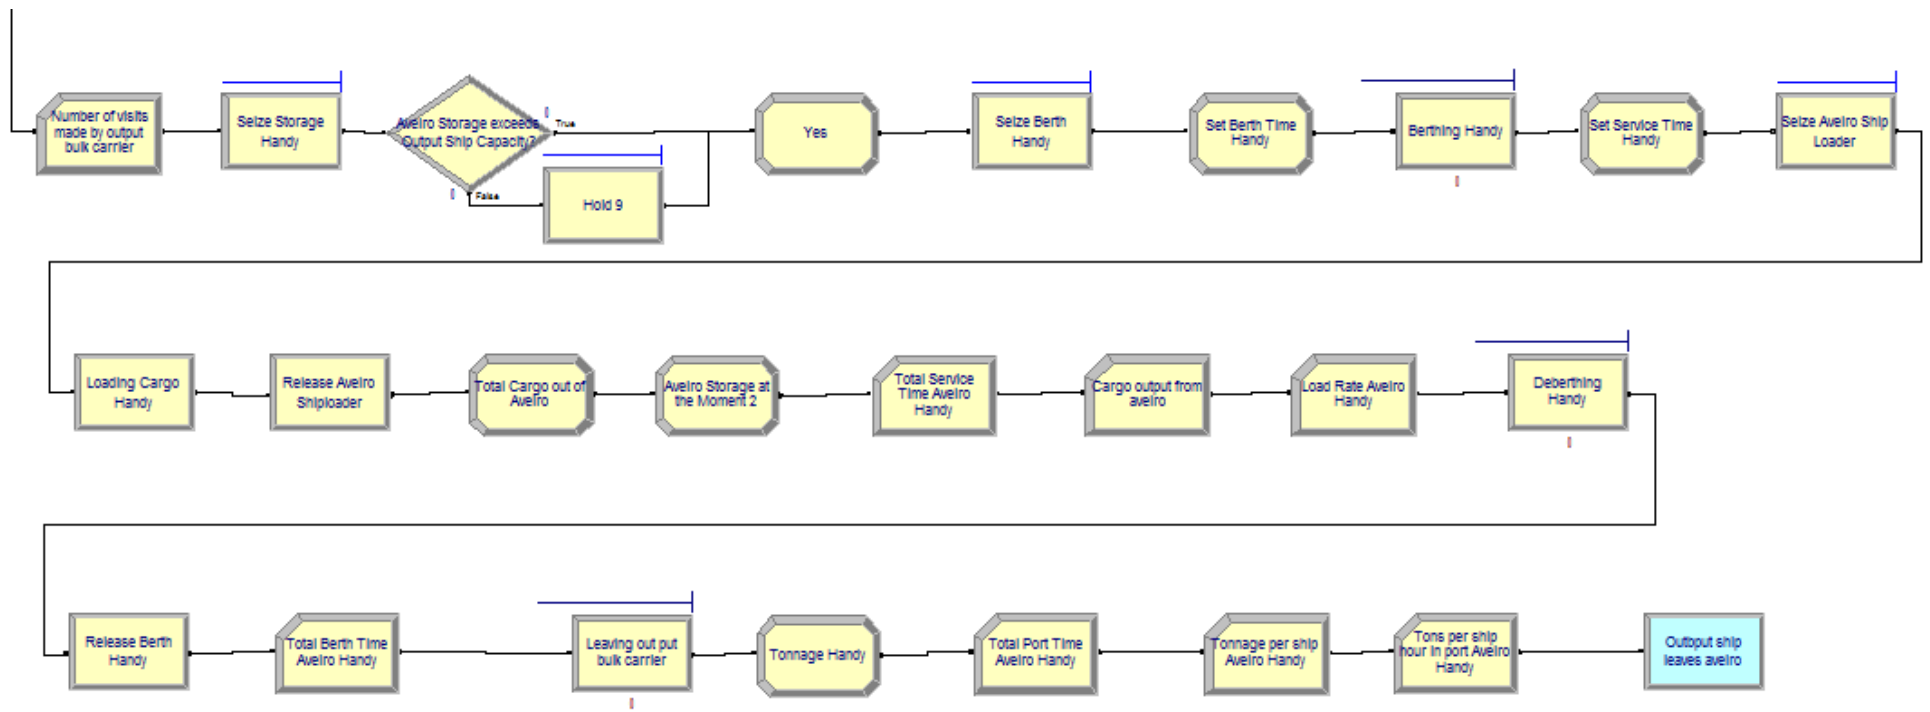 Number of visits
made by output
bulk carrier
Seize Storage
Handy
Aveiro Storage exceeds
Output Ship Capacity?
True
False
Hold 9
Yes
Seize Berth
Handy
Set Berth Time
Handy
Berthing Handy
Set Service Time
Handy
Seize Aveiro Ship
Loader
Loading Cargo
Handy
Release Aveiro
Shiploader
Total Cargo out of
Aveiro
Aveiro Storage at
the Moment 2
Total Service
Time Aveiro
Handy
Cargo output from
aveiro
Load Rate Aveiro
Handy
Deberthing
Handy
Release Berth
Handy
Total Berth Time
Aveiro Handy
Leaving out put
bulk carrier
Tonnage Handy
Total Port Time
Aveiro Handy
Tonnage per ship
Aveiro Handy
Tons per ship
hour in port Aveiro
Handy
Outbput ship
leaves aveiro